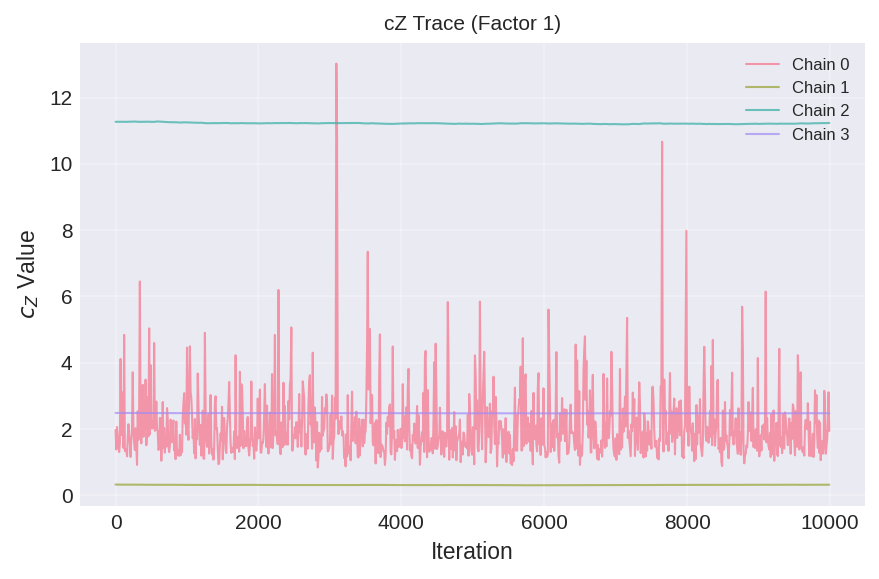 cZ Trace (Factor 1)
Chain 0
Chain 1
Chain 2
Chain 3
12
10
8
6
4
2
0
cZ Value
0 2000 4000 6000 8000 10000
Iteration